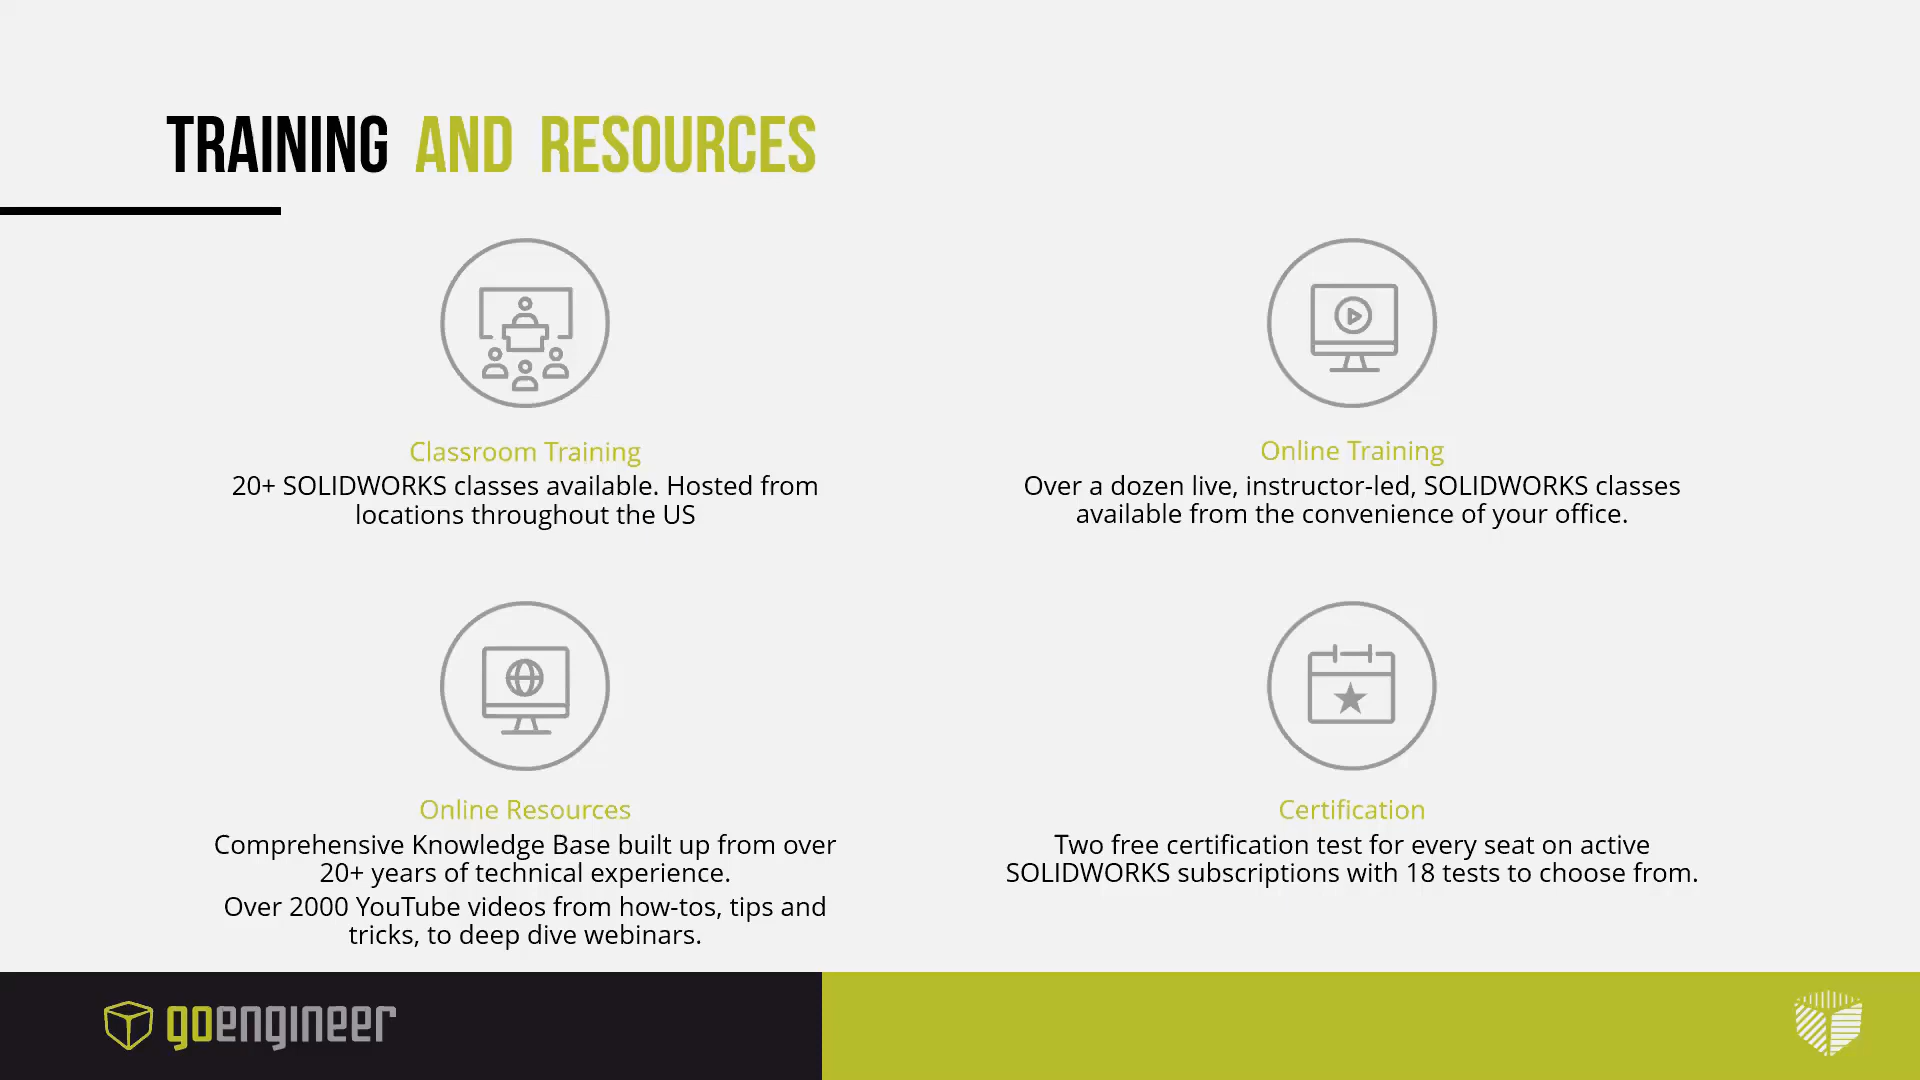 TRAINING AND RESOURCES
Classroom Training
20+ SOLIDWORKS classes available. Hosted from
locations throughout the US
Online Training
Over a dozen live, instructor-led, SOLIDWORKS classes
available from the convenience of your office.
Online Resources
Comprehensive Knowledge Base built up from over
20+ years of technical experience.
Over 2000 YouTube videos from how-tos, tips and
tricks, to deep dive webinars.
Certification
Two free certification test for every seat on active
SOLIDWORKS subscriptions with 18 tests to choose from.
goengineer